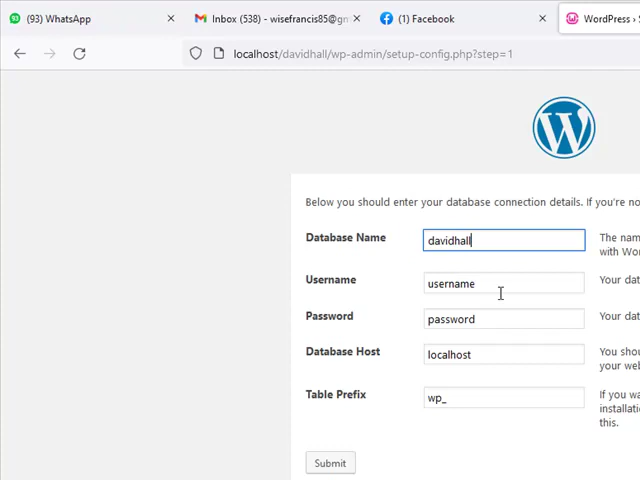 (93) WhatsApp
Inbox (538) - wisefrancis85@gm
(1) Facebook
WordPress › S
localhost/davidhall/wp-admin/setup-config.php?step=1
Below you should enter your database connection details. If you're no
Database Name
davidhall
The nam
with Wor
Username
username
Your dat
Password
password
Your dat
Database Host
localhost
You shou
your web
Table Prefix
wp_
If you wa
installatio
this.
Submit